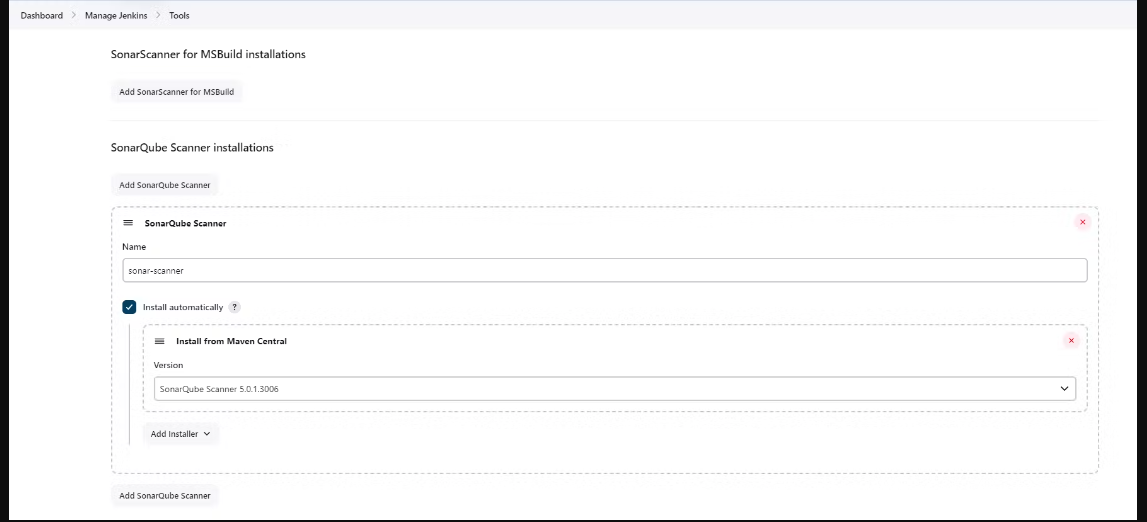 Dashboard > Manage Jenkins > Tools
SonarScanner for MSBuild installations
Add SonarScanner for MSBuild
SonarQube Scanner installations
Add SonarQube Scanner
SonarQube Scanner
Name
sonar-scanner
Install automatically ?
Install from Maven Central
Version
SonarQube Scanner 5.0.1.3006
Add Installer
Add SonarQube Scanner